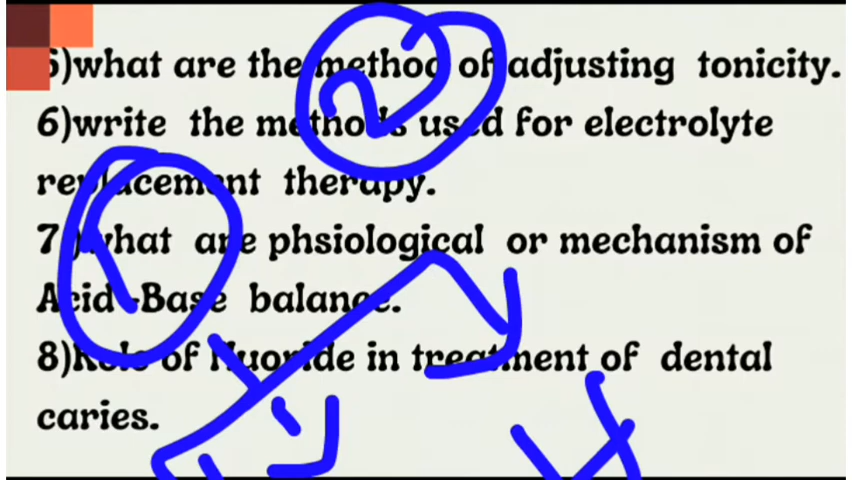 5)what are the method of adjusting tonicity.
6)write the methods used for electrolyte
replacement therapy.
7)what are phsiological or mechanism of
Acid-Base balance.
8)Role of fluoride in treatment of dental
caries.